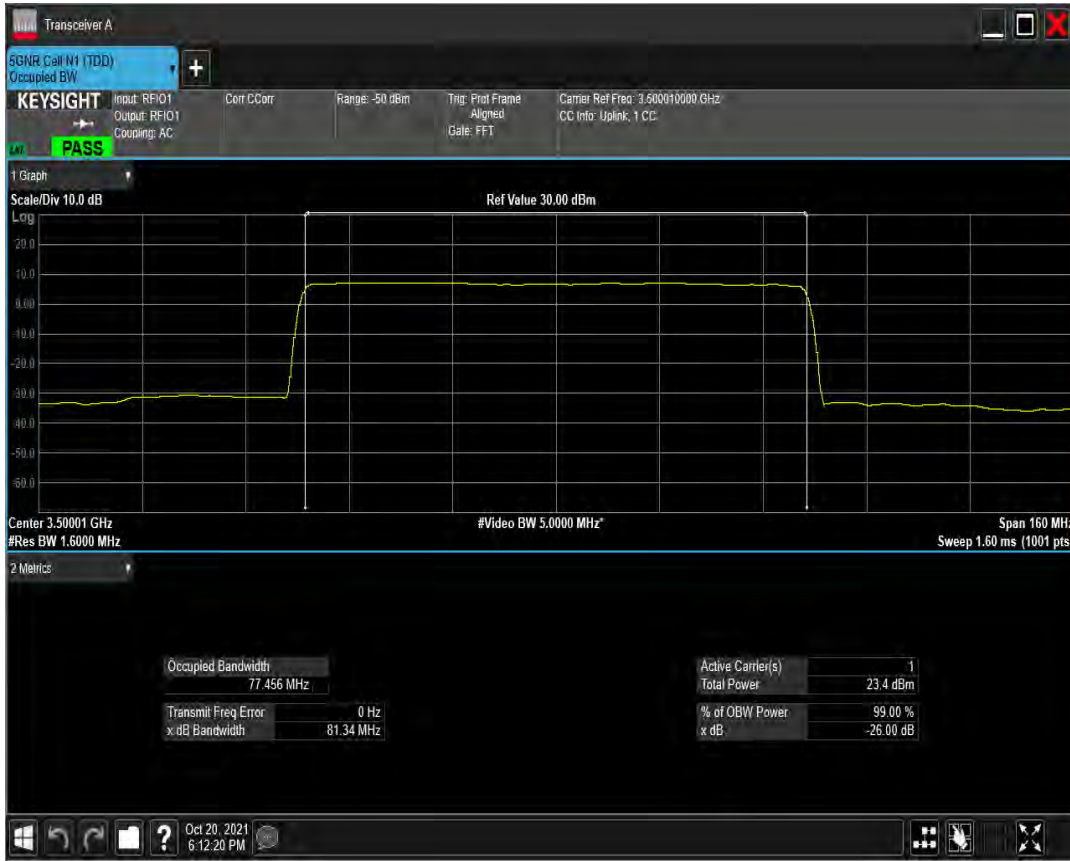 Transceiver A
5GNR Cell N1 (TDD)
Occupied BW
+
KEYSIGHT
Input: RFIO1
Output: RFIO1
Coupling: AC
Corr CCorr
Range: -50 dBm
Trig: Prot Frame
Aligned
Gate: FFT
Carrier Ref Freq: 3.500010000 GHz
CC Info: Uplink, 1 CC
PASS
1 Graph
Scale/Div 10.0 dB
Ref Value 30.00 dBm
Log
20.0
10.0
0.00
-10.0
-20.0
-30.0
-40.0
-50.0
-60.0
Center 3.50001 GHz
#Video BW 5.0000 MHz*
Span 160 MHz
#Res BW 1.6000 MHz
Sweep 1.60 ms (1001 pts
2 Metrics
Occupied Bandwidth
77.456 MHz
Transmit Freq Error 0 Hz
x dB Bandwidth 81.34 MHz
Active Carrier(s) 1
Total Power 23.4 dBm
% of OBW Power 99.00 %
x dB -26.00 dB
?
Oct 20, 2021
6:12:20 PM